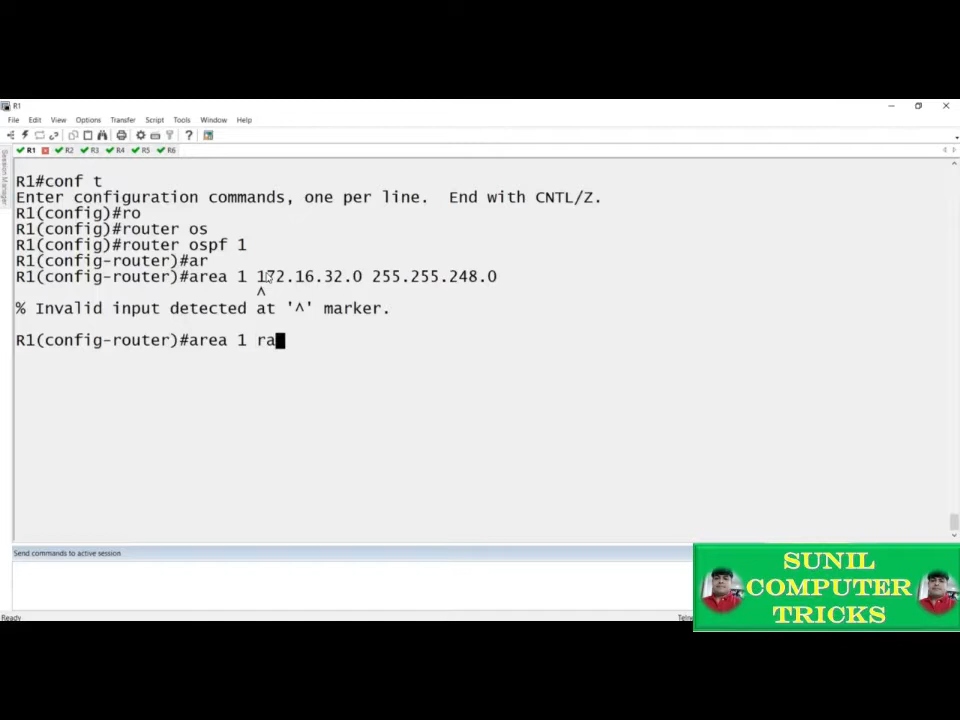 R1
File Edit View Options Transfer Script Tools Window Help
R1 R2 R3 R4 R5 R6
Session Manager
R1#conf t
Enter configuration commands, one per line.  End with CNTL/Z.
R1(config)#ro
R1(config)#router os
R1(config)#router ospf 1
R1(config-router)#ar
R1(config-router)#area 1 172.16.32.0 255.255.248.0
^
% Invalid input detected at '^' marker.
R1(config-router)#area 1 ra
Send commands to active session
Ready
SUNIL
COMPUTER
TRICKS